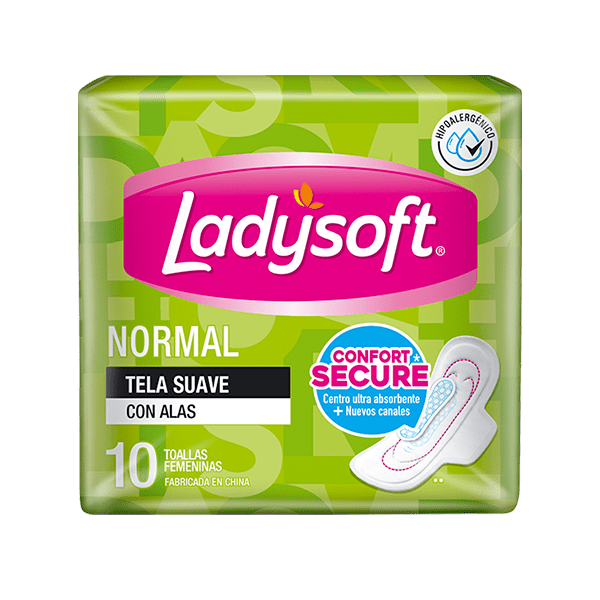 HIPOALERGÉNICO
Ladysoft®
NORMAL
TELA SUAVE
CON ALAS
CONFORT*
SECURE
Centro ultra absorbente
+ Nuevos canales
10 TOALLAS
FEMENINAS
FABRICADA EN CHINA